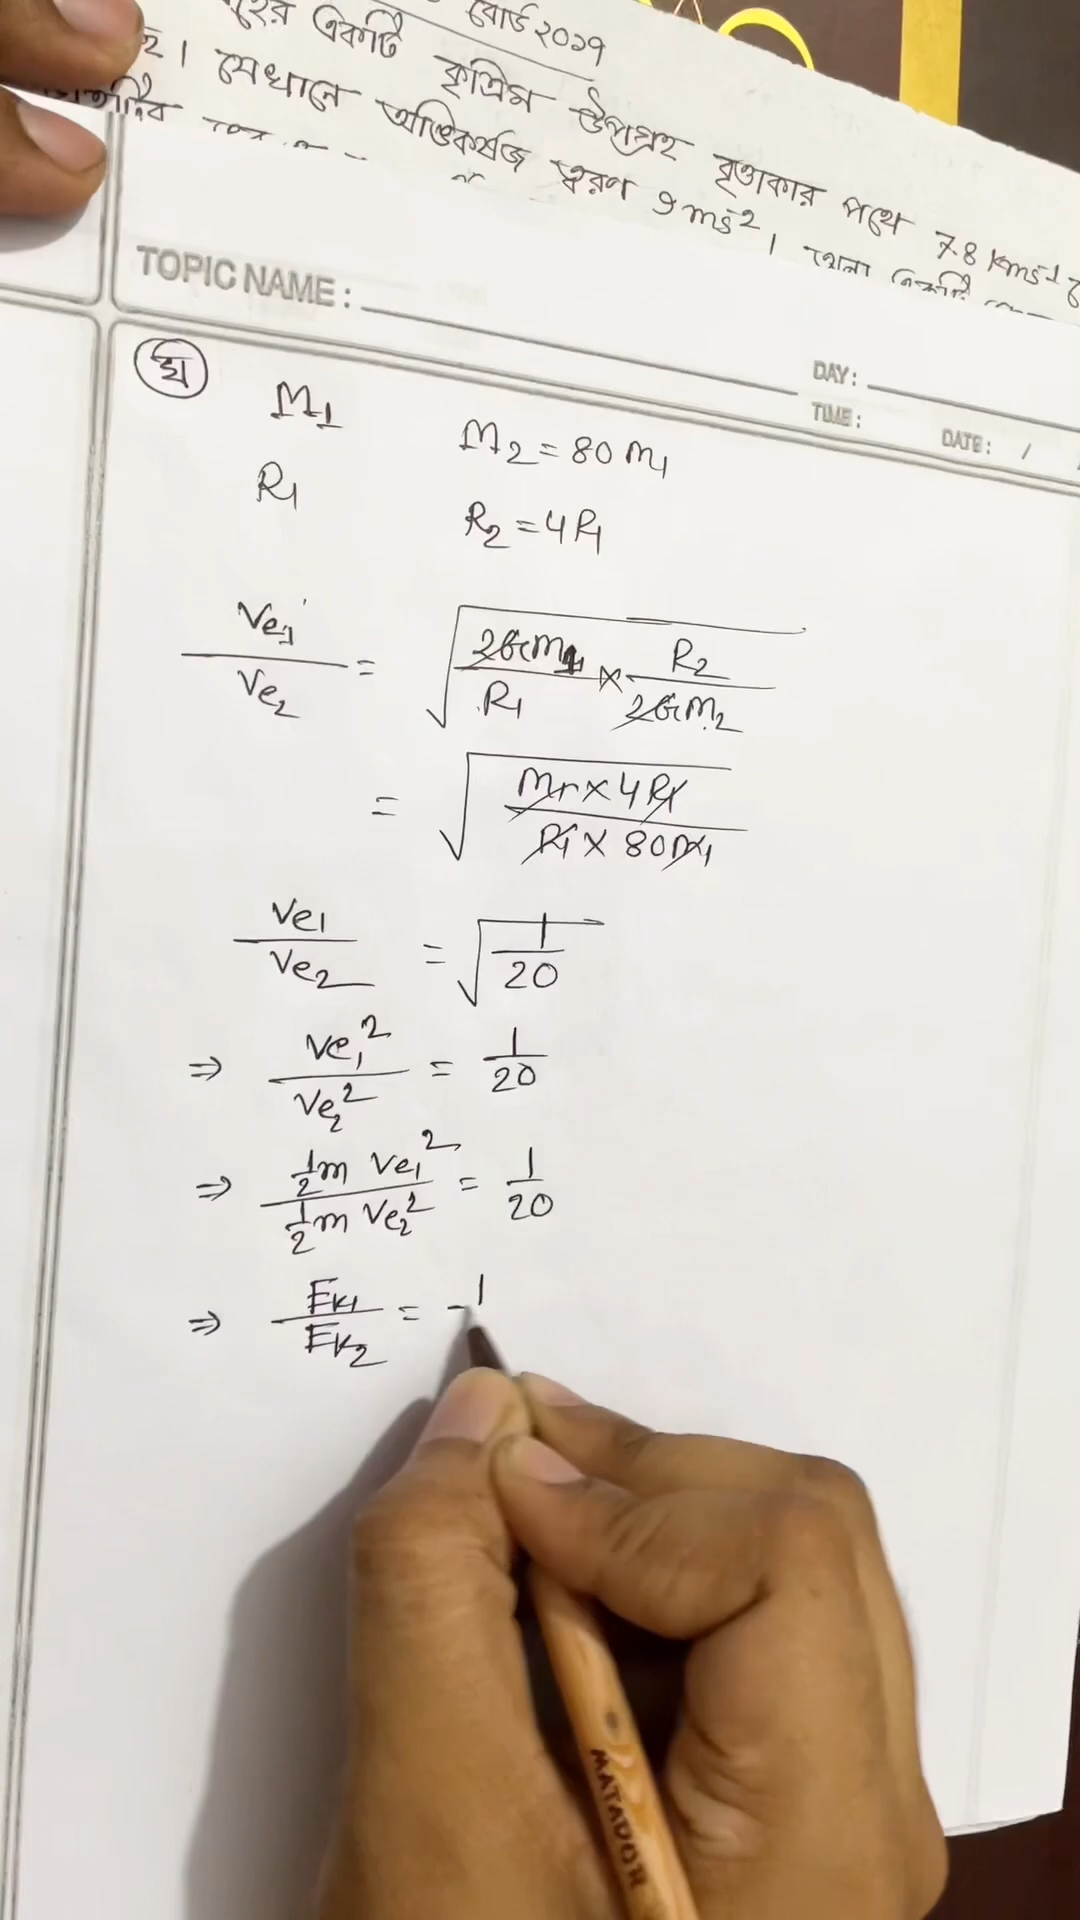 বোর্ড ২০১৭
একটি কৃত্রিম উপগ্রহ বৃত্তাকার পথে 7.8 kms⁻¹
। সেখানে অভিকর্ষজ ত্বরণ 9 ms⁻²।
TOPIC NAME :
DAY :
TIME :
DATE : /
ঘ
M₁ M₂ = 80 m₁
R₁ R₂ = 4R₁
Ve₁/Ve₂ = √(2Gm₁/R₁ × R₂/2Gm₂)
= √(m₁ × 4R₁/R₁ × 80m₁)
Ve₁/Ve₂ = √(1/20)
⇒ Ve₁²/Ve₂² = 1/20
⇒ ½m Ve₁²/½m Ve₂² = 1/20
⇒ Ek₁/Ek₂ = 1
MATADOR